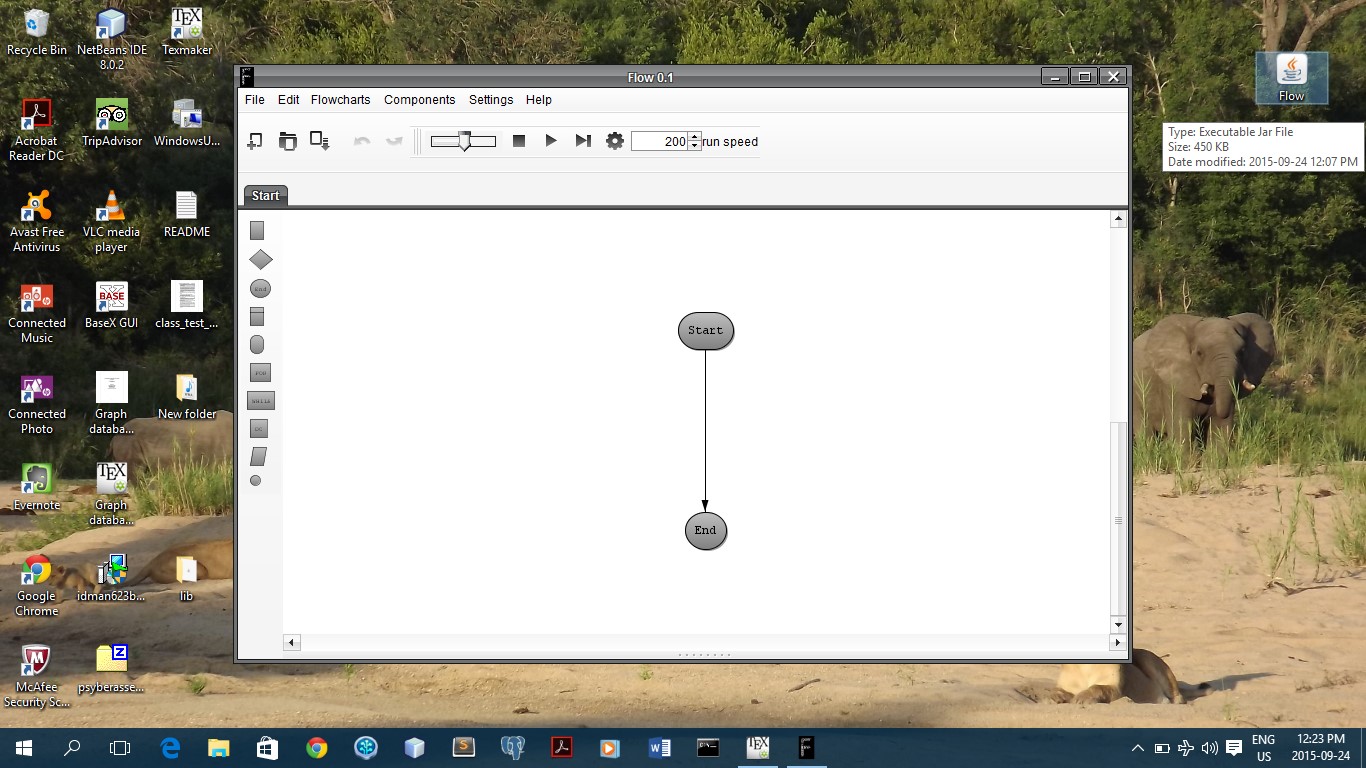 Recycle Bin
NetBeans IDE
8.0.2
Texmaker
Acrobat
Reader DC
TripAdvisor
WindowsU...
Avast Free
Antivirus
VLC media
player
README
Connected
Music
BaseX GUI
class_test_...
Connected
Photo
Graph
databa...
New folder
Evernote
Graph
databa...
Google
Chrome
idman623b...
lib
McAfee
Security Sc...
psyberasse...
Flow 0.1
File Edit Flowcharts Components Settings Help
200 run speed
Start
End
Start
End
Flow
Type: Executable Jar File
Size: 450 KB
Date modified: 2015-09-24 12:07 PM
ENG
US
12:23 PM
2015-09-24